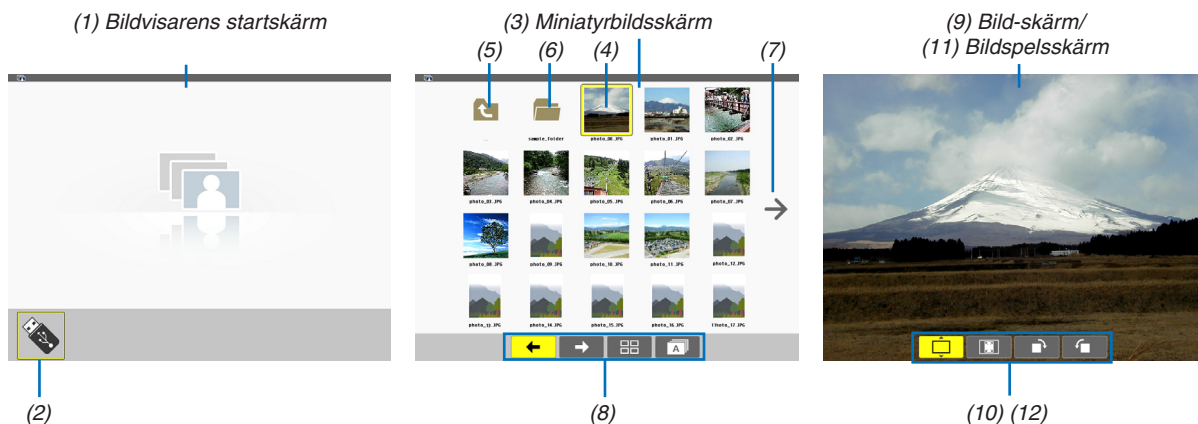 (1) Bildvisarens startskärm
(3) Miniatyrbildsskärm
(9) Bild-skärm/
(11) Bildspelsskärm
(5) (6) (4) (7)
sample_folder photo_00.JPG photo_01.JPG photo_02.JPG
photo_03.JPG photo_04.JPG photo_05.JPG photo_06.JPG photo_07.JPG
photo_08.JPG photo_09.JPG photo_10.JPG photo_11.JPG photo_12.JPG
photo_13.JPG photo_14.JPG photo_15.JPG photo_16.JPG photo_17.JPG
A
(2)
(8)
(10) (12)